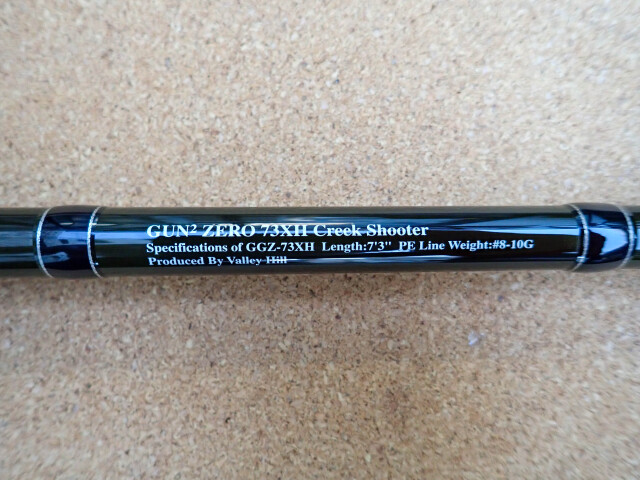 GUN² ZERO 73XH Creek Shooter
Specifications of GGZ-73XH Length:7'3" PE Line Weight:#8-10G
Produced By Valley Hill